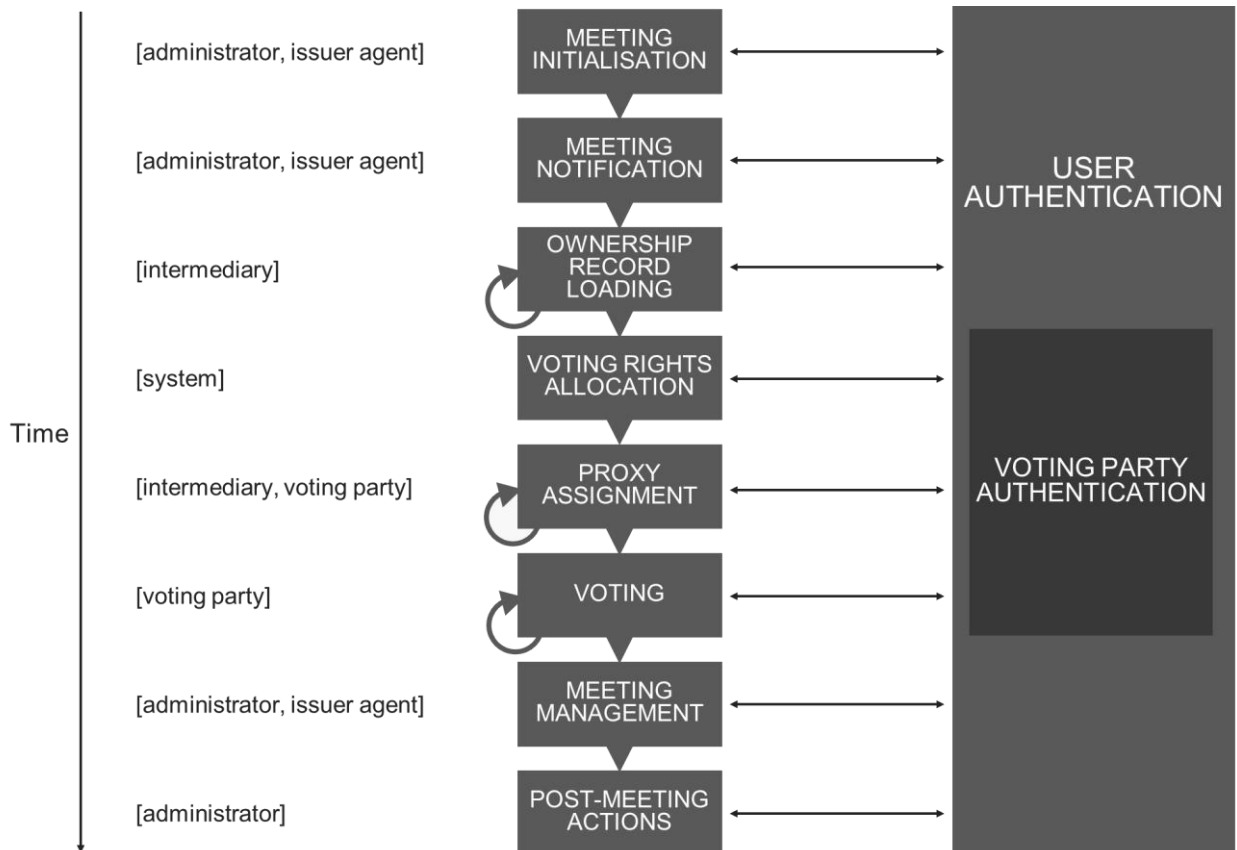 [administrator, issuer agent]
MEETING
INITIALISATION
[administrator, issuer agent]
MEETING
NOTIFICATION
USER
AUTHENTICATION
[intermediary]
OWNERSHIP
RECORD
LOADING
[system]
VOTING RIGHTS
ALLOCATION
Time
[intermediary, voting party]
PROXY
ASSIGNMENT
VOTING PARTY
AUTHENTICATION
[voting party]
VOTING
[administrator, issuer agent]
MEETING
MANAGEMENT
[administrator]
POST-MEETING
ACTIONS